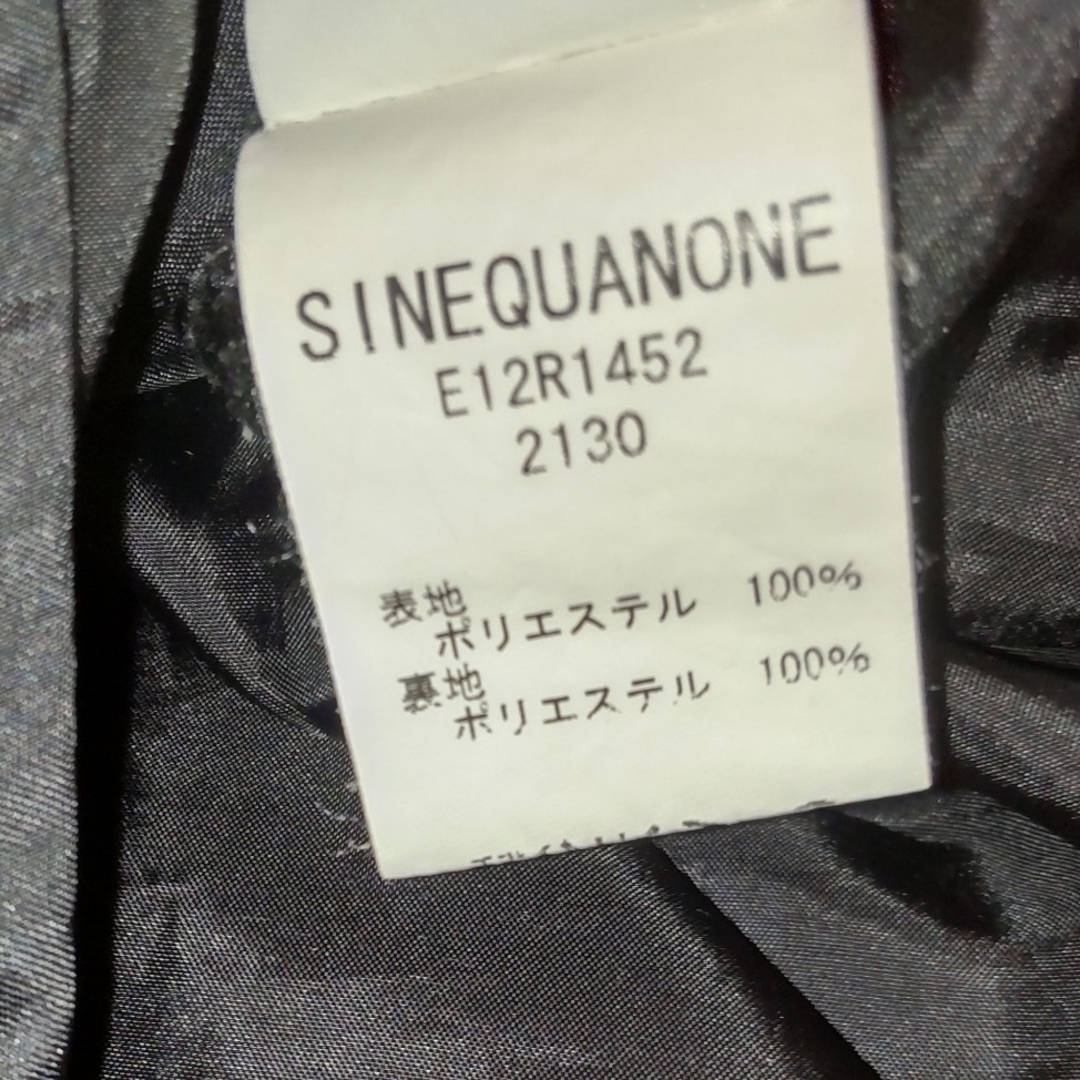 SINEQUANONE
E12R1452
2130
表地
ポリエステル 100%
裏地
ポリエステル 100%